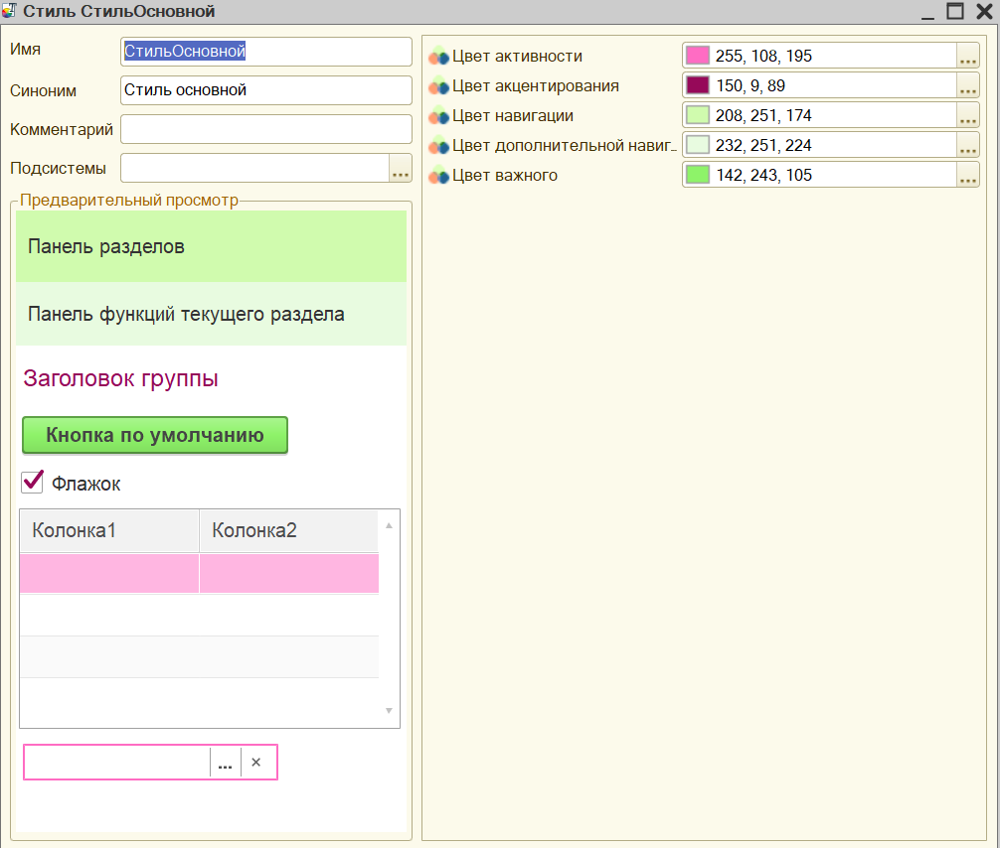 Стиль СтильОсновной
Имя
СтильОсновной
Синоним
Стиль основной
Комментарий
Подсистемы
...
Предварительный просмотр
Панель разделов
Панель функций текущего раздела
Заголовок группы
Кнопка по умолчанию
Флажок
Колонка1 Колонка2
... ×
Цвет активности 255, 108, 195 ...
Цвет акцентирования 150, 9, 89 ...
Цвет навигации 208, 251, 174 ...
Цвет дополнительной навиг... 232, 251, 224 ...
Цвет важного 142, 243, 105 ...